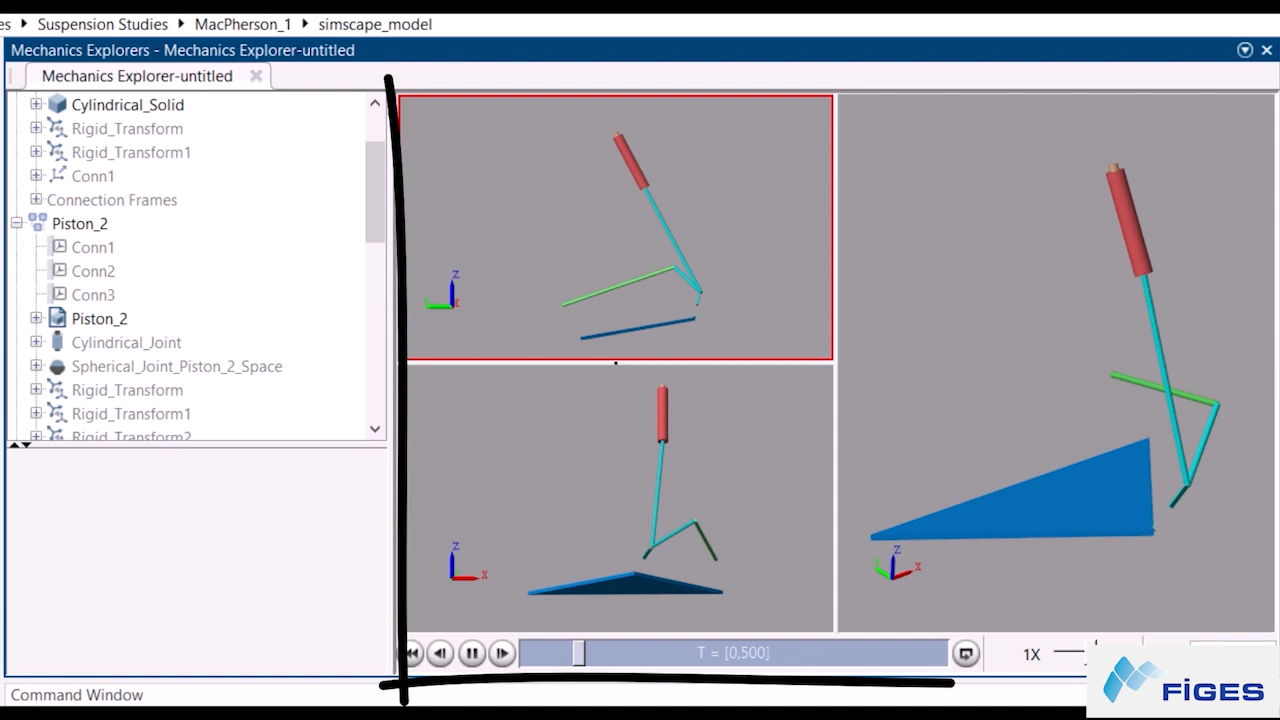 es ▸ Suspension Studies ▸ MacPherson_1 ▸ simscape_model
Mechanics Explorers - Mechanics Explorer-untitled
Mechanics Explorer-untitled
Cylindrical_Solid
Rigid_Transform
Rigid_Transform1
Conn1
Connection Frames
Piston_2
Conn1
Conn2
Conn3
Piston_2
Cylindrical_Joint
Spherical_Joint_Piston_2_Space
Rigid_Transform
Rigid_Transform1
Rigid_Transform2
z
x
z
x
z
x
T = [0,500]
1X
Command Window
FiGES